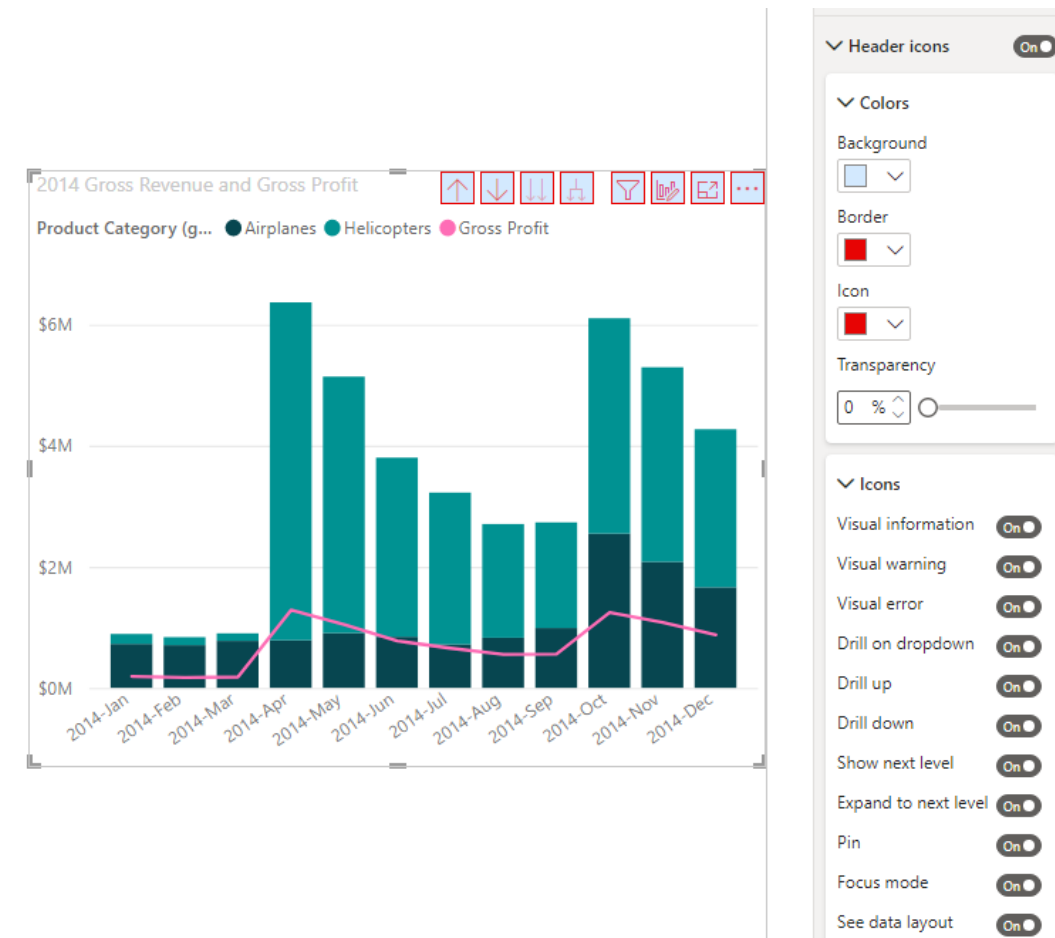 2014 Gross Revenue and Gross Profit
Product Category (g... Airplanes Helicopters Gross Profit
$6M
$4M
$2M
$0M
2014-Jan 2014-Feb 2014-Mar 2014-Apr 2014-May 2014-Jun 2014-Jul 2014-Aug 2014-Sep 2014-Oct 2014-Nov 2014-Dec
Header icons On
Colors
Background
Border
Icon
Transparency
0 %
Icons
Visual information On
Visual warning On
Visual error On
Drill on dropdown On
Drill up On
Drill down On
Show next level On
Expand to next level On
Pin On
Focus mode On
See data layout On